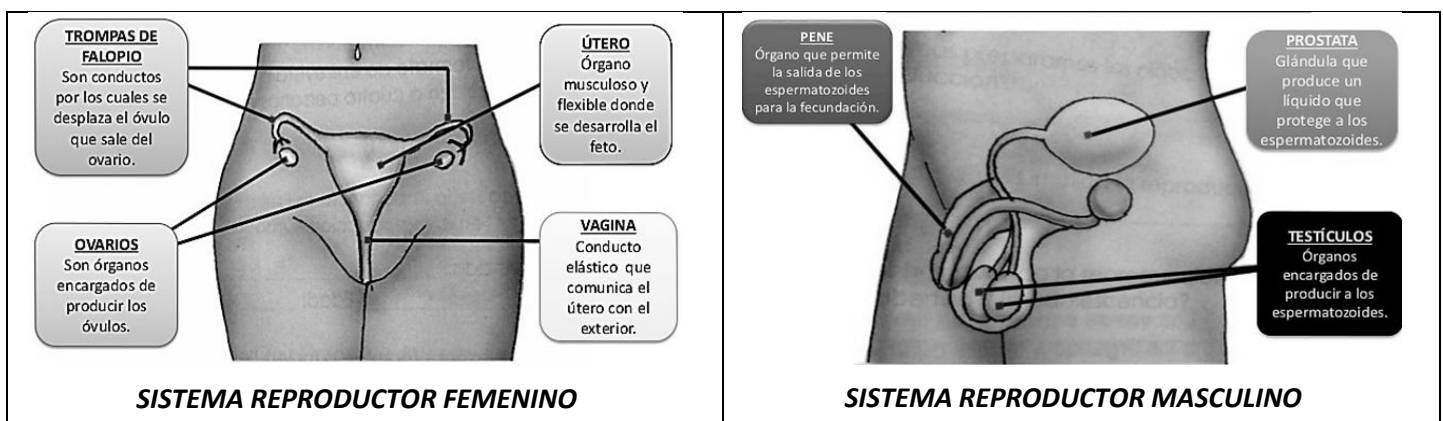 TROMPAS DE
FALOPIO
Son conductos
por los cuales se
desplaza el óvulo
que sale del
ovario.
ÚTERO
Órgano
musculoso y
flexible donde
se desarrolla el
feto.
OVARIOS
Son órganos
encargados de
producir los
óvulos.
VAGINA
Conducto
elástico que
comunica el
útero con el
exterior.
SISTEMA REPRODUCTOR FEMENINO
PENE
Órgano que permite
la salida de los
espermatozoides
para la fecundación.
PROSTATA
Glándula que
produce un
líquido que
protege a los
espermatozoides.
TESTÍCULOS
Órganos
encargados de
producir a los
espermatozoides.
SISTEMA REPRODUCTOR MASCULINO